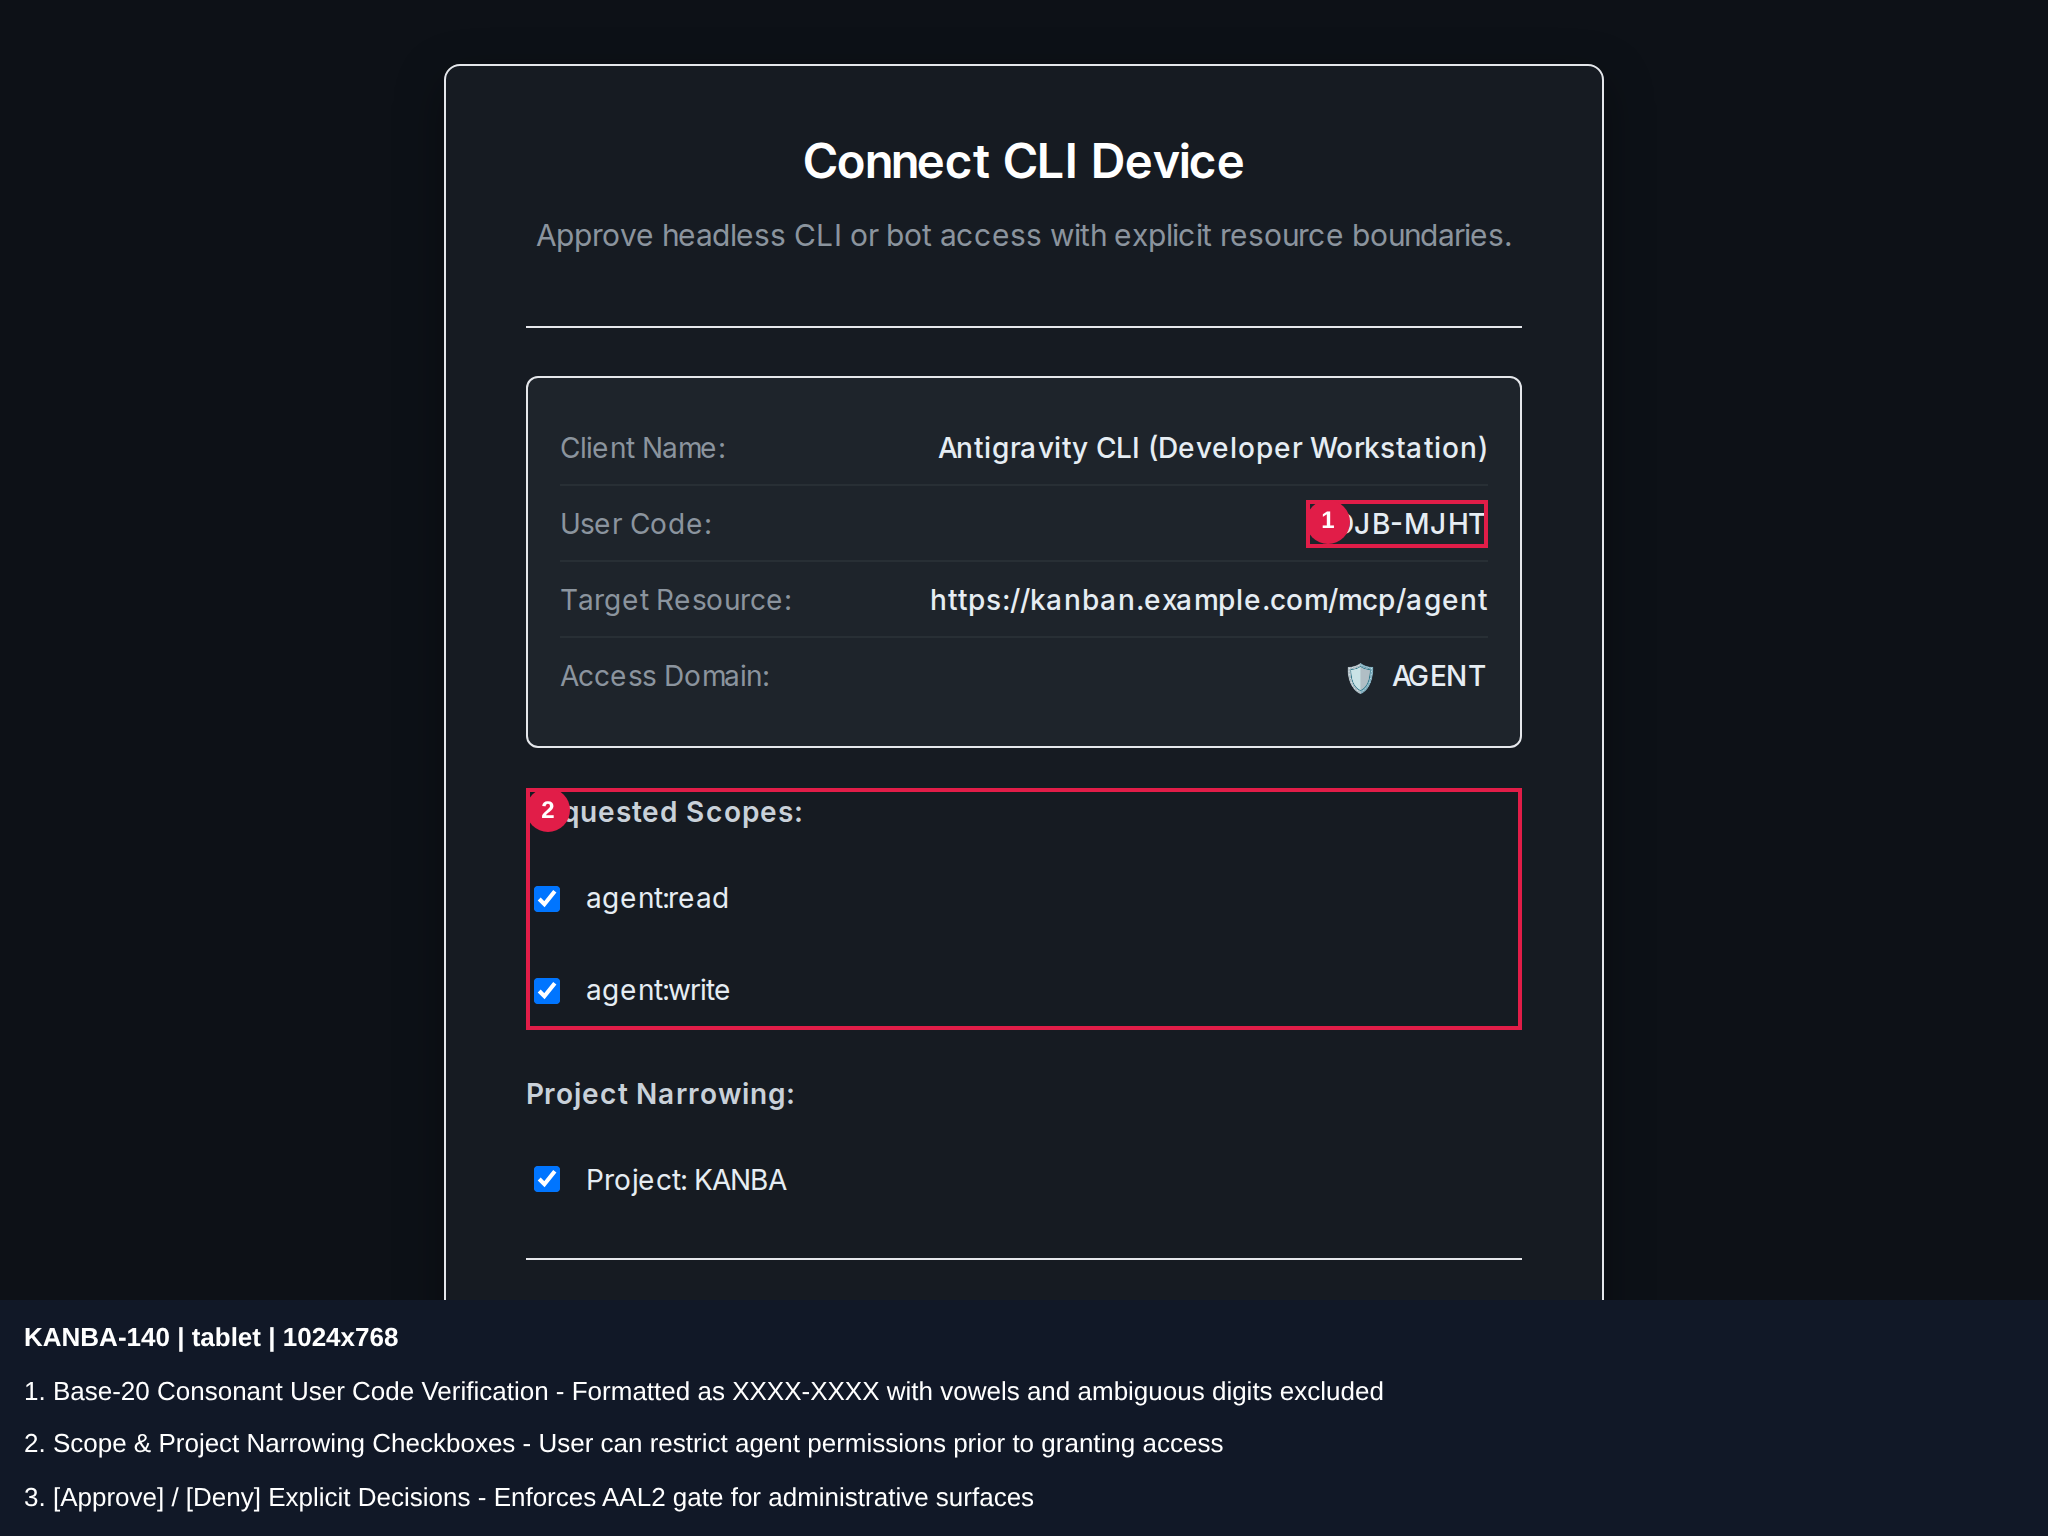 Connect CLI Device
Approve headless CLI or bot access with explicit resource boundaries.
Client Name: Antigravity CLI (Developer Workstation)
User Code: 1 JB-MJHT
Target Resource: https://kanban.example.com/mcp/agent
Access Domain: AGENT
2 quested Scopes:
agent:read
agent:write
Project Narrowing:
Project: KANBA
KANBA-140 | tablet | 1024x768
1. Base-20 Consonant User Code Verification - Formatted as XXXX-XXXX with vowels and ambiguous digits excluded
2. Scope & Project Narrowing Checkboxes - User can restrict agent permissions prior to granting access
3. [Approve] / [Deny] Explicit Decisions - Enforces AAL2 gate for administrative surfaces